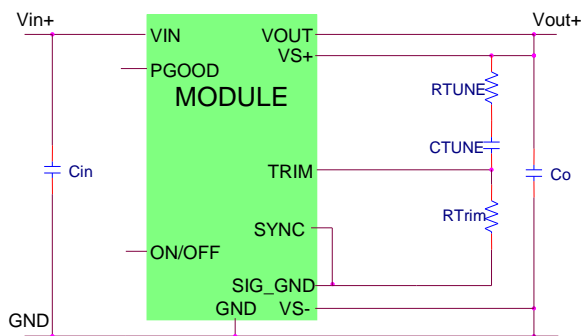 Vin+
Vout+
VIN
VOUT
VS+
PGOOD
MODULE
RTUNE
CTUNE
TRIM
Cin
Co
RTrim
SYNC
ON/OFF
SIG_GND
GND
GND
VS-